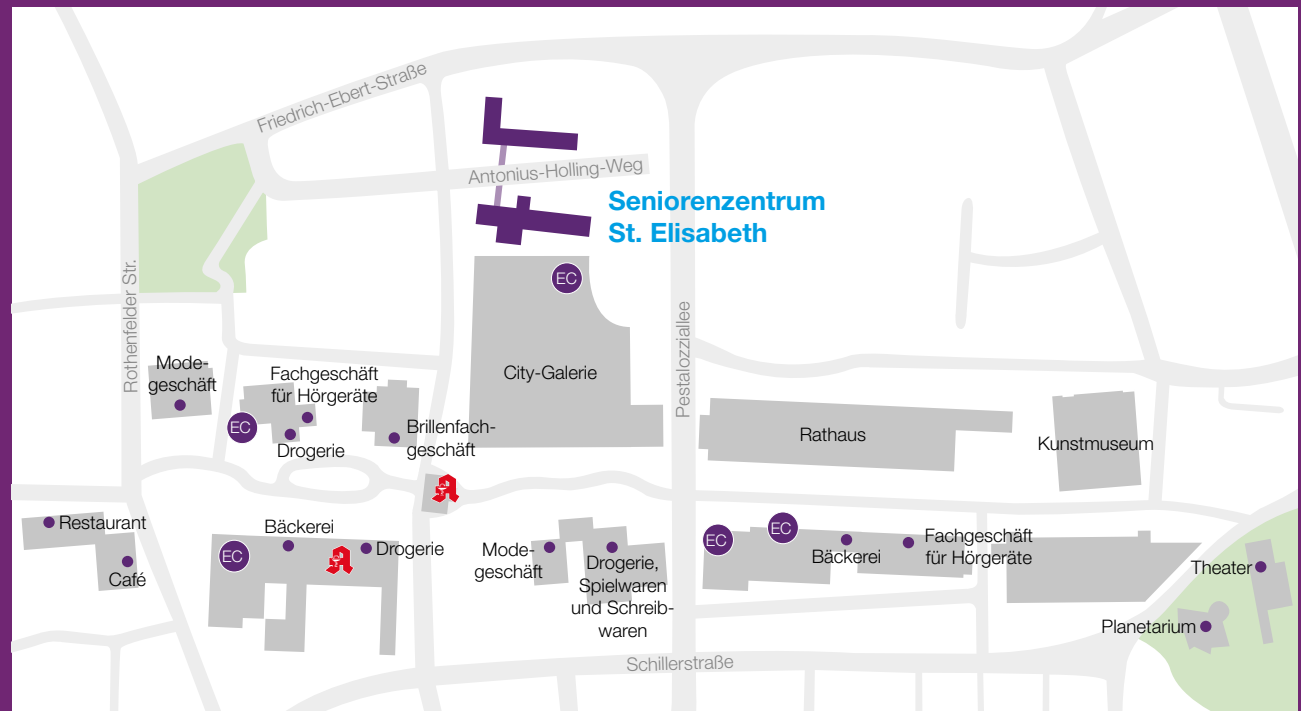 Friedrich-Ebert-Straße
Antonius-Holling-Weg
Seniorenzentrum
St. Elisabeth
EC
Rothenfelder Str.
Pestalozziallee
Mode-
geschäft
Fachgeschäft
für Hörgeräte
City-Galerie
EC
Drogerie
Brillenfach-
geschäft
Rathaus
Kunstmuseum
A
Restaurant
Café
Bäckerei
EC
A
Drogerie
Mode-
geschäft
Drogerie,
Spielwaren
und Schreib-
waren
EC
EC
Bäckerei
Fachgeschäft
für Hörgeräte
Theater
Planetarium
Schillerstraße